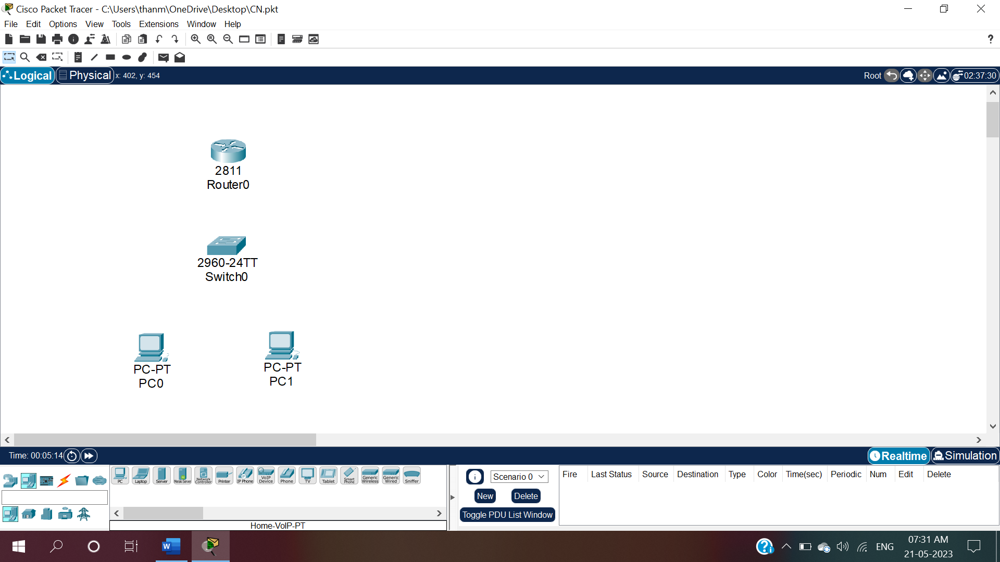 Cisco Packet Tracer - C:\Users\thanm\OneDrive\Desktop\CN.pkt
File Edit Options View Tools Extensions Window Help
?
Logical Physical x: 402, y: 454 Root 02:37:30
2811
Router0
2960-24TT
Switch0
PC-PT
PC0
PC-PT
PC1
Time: 00:05:14 Realtime Simulation
PC Laptop Server Meraki Server Network Controller Printer IP Phone VoIP Device Phone TV Tablet Smart Phone Generic Wireless Generic Wired Sniffer
Home-VoIP-PT
Scenario 0
New Delete
Toggle PDU List Window
Fire Last Status Source Destination Type Color Time(sec) Periodic Num Edit Delete
ENG
07:31 AM
21-05-2023